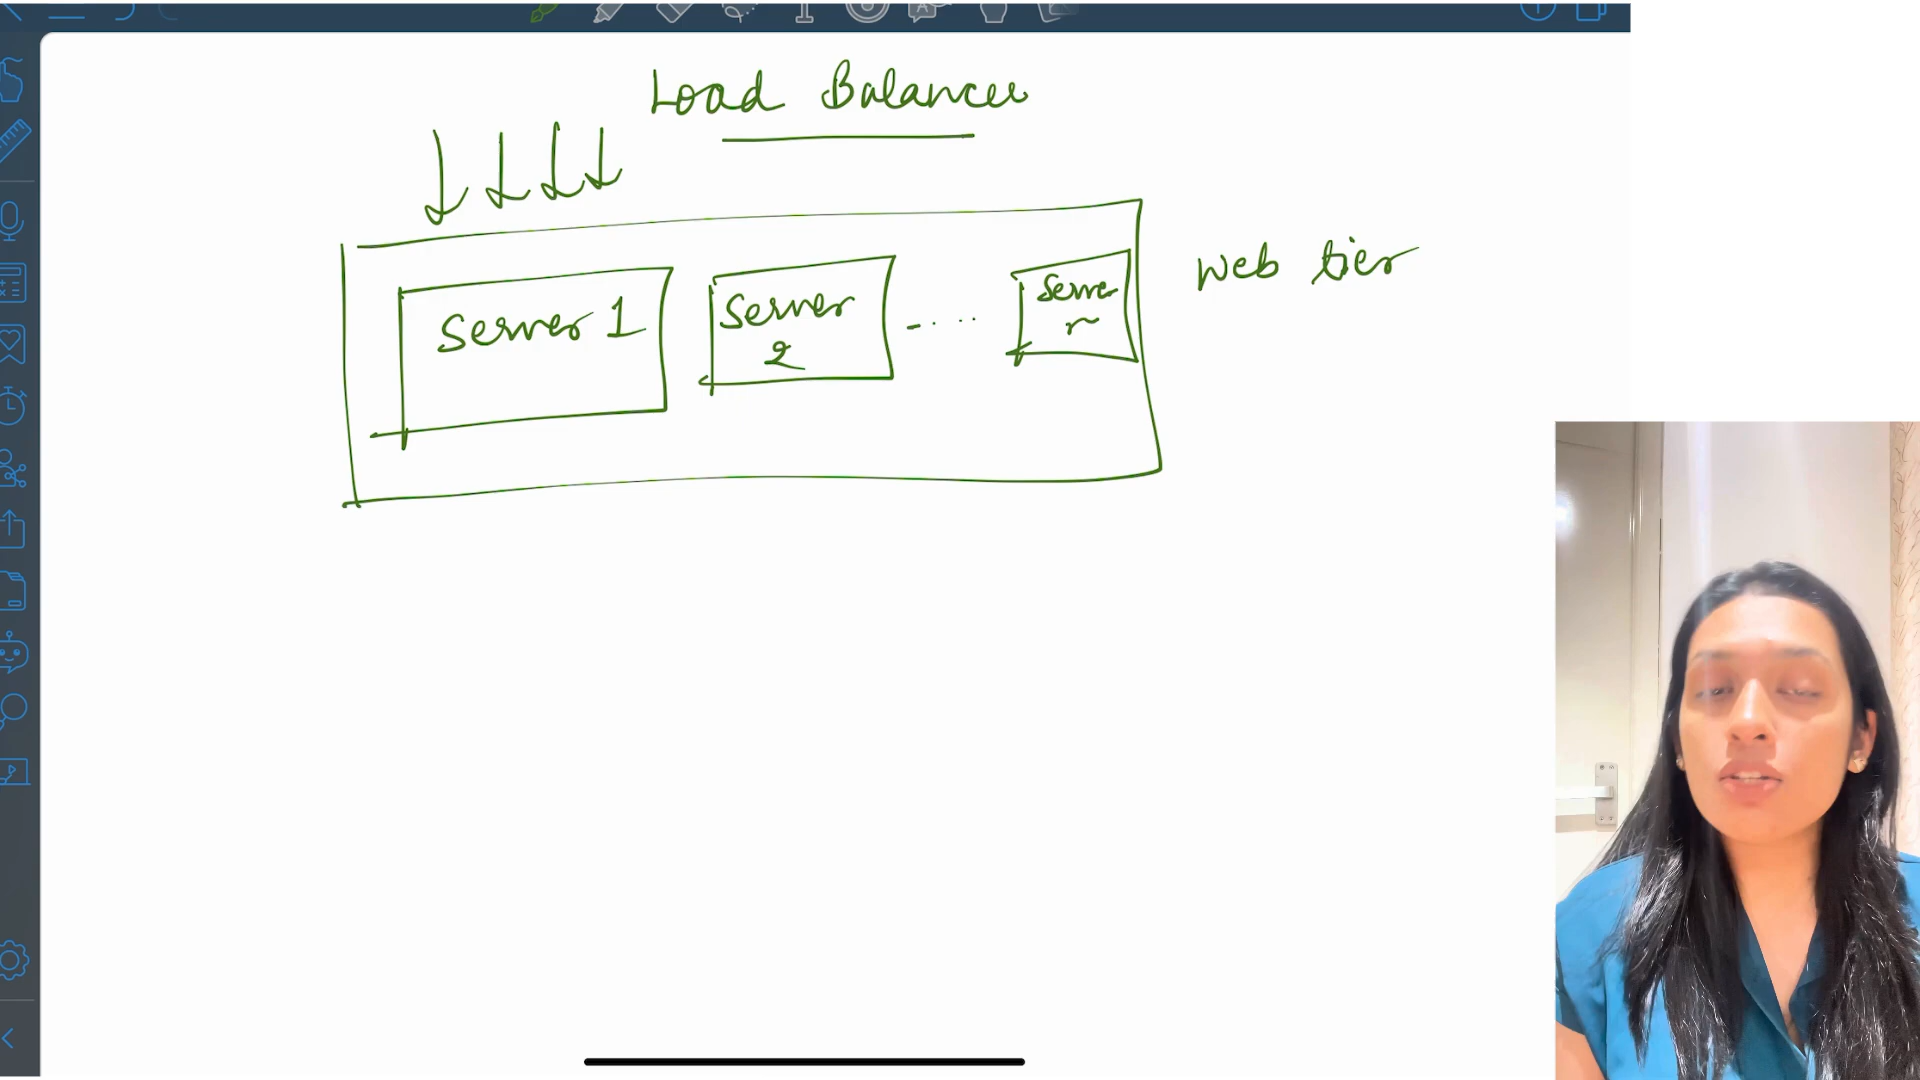 Load Balancer
Server 1
Server
2
- . . . .
Server
n
Web tier